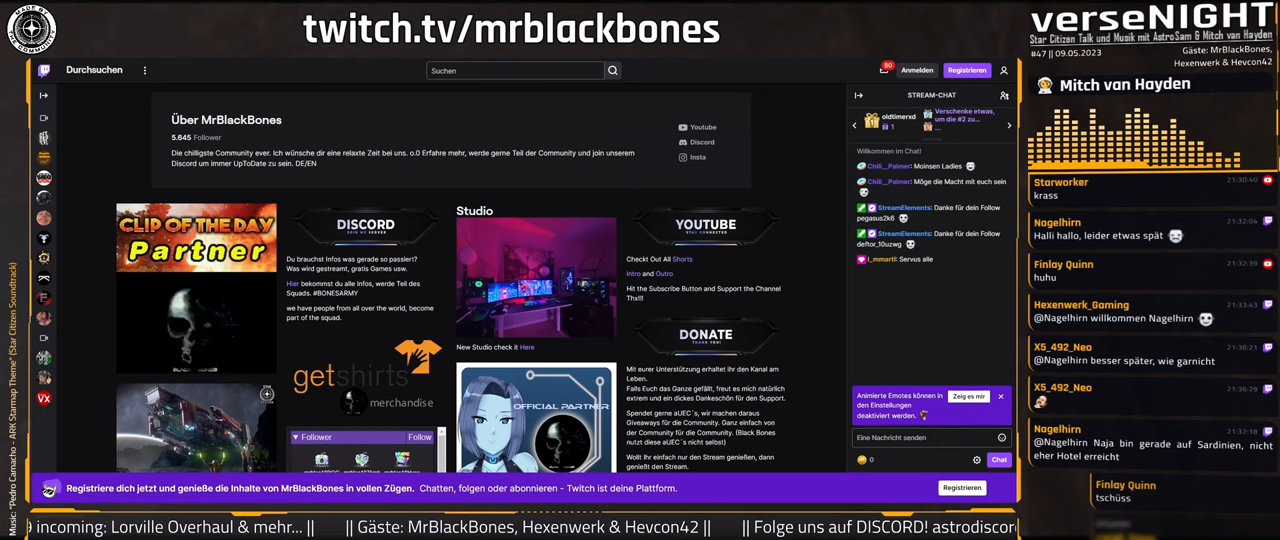 MADE BY THE COMMUNITY
twitch.tv/mrblackbones
verseNIGHT
Star Citizen Talk und Musik mit AstroSam & Mitch van Hayden
#47 || 09.05.2023
Gäste: MrBlackBones,
Hexenwerk & Hevcon42
Mitch van Hayden
Durchsuchen
Suchen
80
Anmelden
Registrieren
Über MrBlackBones
5.645 Follower
Die chilligste Community ever. Ich wünsche dir eine relaxte Zeit bei uns. o.0 Erfahre mehr, werde gerne Teil der Community und join unserem
Discord um immer UpToDate zu sein. DE/EN
Youtube
Discord
Insta
CLIP OF THE DAY
Partner
DISCORD
JOIN MY SERVER
Du brauchst Infos was gerade so passiert?
Was wird gestreamt, gratis Games usw.
Hier bekommst du alle Infos, werde Teil des
Squads. #BONESARMY
we have people from all over the world, become
part of the squad.
getshirts
merchandise
Follower
Follow
Studio
New Studio check it Here
OFFICIAL PARTNER
YOUTUBE
STAY CONNECTED
Checkt Out All Shorts
Intro and Outro
Hit the Subscribe Button and Support the Channel
Thx!!!
DONATE
THANK YOU!
Mit eurer Unterstützung erhaltet ihr den Kanal am
Leben.
Falls Euch das Ganze gefällt, freut es mich natürlich
extrem und ein dickes Dankeschön für den Support.
Spendet gerne aUEC´s, wir machen daraus
Giveaways für die Community. Ganz einfach von
der Community für die Community. (Black Bones
nutzt diese aUEC´s nicht selbst)
Wollt Ihr einfach nur den Stream genießen, dann
genießt den Stream.
STREAM-CHAT
oldtimerxd
1
Verschenke etwas,
um die #2 zu...
...
Willkommen im Chat!
Chili__Palmer: Moinsen Ladies
Chili__Palmer: Möge die Macht mit euch sein
StreamElements: Danke für dein Follow
pegasus2k6
StreamElements: Danke für dein Follow
deftor_10uzwg
I_mmartl: Servus alle
Animierte Emotes können in
den Einstellungen
deaktiviert werden.
Zeig es mir
Eine Nachricht senden
0
Chat
Registriere dich jetzt und genieße die Inhalte von MrBlackBones in vollen Zügen. Chatten, folgen oder abonnieren - Twitch ist deine Plattform.
Registrieren
Starworker
21:30:40
krass
Nagelhirn
21:32:04
Halli hallo, leider etwas spät
Finlay Quinn
21:32:39
huhu
Hexenwerk_Gaming
21:33:43
@Nagelhirn willkommen Nagelhirn
X5_492_Neo
21:36:21
@Nagelhirn besser später, wie garnicht
X5_492_Neo
21:36:29
Nagelhirn
21:37:18
@Nagelhirn Naja bin gerade auf Sardinien, nicht
eher Hotel erreicht
Finlay Quinn
tschüss
incoming: Lorville Overhaul & mehr... || || Gäste: MrBlackBones, Hexenwerk & Hevcon42 || || Folge uns auf DISCORD! astrodiscor
Music: "Pedro Camacho - ARK Starmap Theme" (Star Citizen Soundtrack)